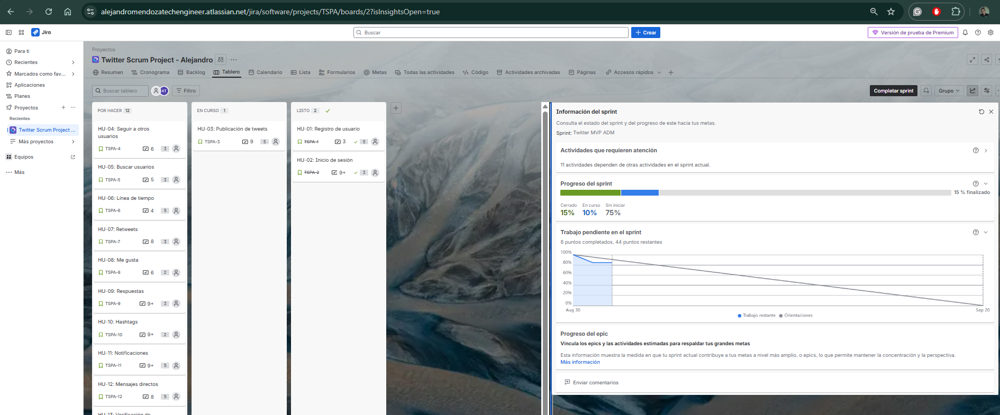 alejandromendozatechengineer.atlassian.net/jira/software/projects/TSPA/boards/2?isInsightsOpen=true
Jira
Buscar
+ Crear
Versión de prueba de Premium
Para ti
Recientes
Marcados como fav...
Aplicaciones
Planes
Proyectos
Recientes
Twitter Scrum Project ...
Más proyectos
Equipos
Más
Proyectos
Twitter Scrum Project - Alejandro
Resumen
Cronograma
Backlog
Tablero
Calendario
Lista
Formularios
Metas
Todas las actividades
Código
Actividades archivadas
Páginas
Accesos rápidos
Buscar tablero
AT
Filtro
Completar sprint
Grupo
POR HACER 12
HU-04: Seguir a otros
usuarios
TSPA-4 6 3
HU-05: Buscar usuarios
TSPA-5 5 3
HU-06: Línea de tiempo
TSPA-6 4 5
HU-07: Retweets
TSPA-7 8 3
HU-08: Me gusta
TSPA-8 6 2
HU-09: Respuestas
TSPA-9 9+ 3
HU-10: Hashtags
TSPA-10 9+ 2
HU-11: Notificaciones
TSPA-11 9+ 5
HU-12: Mensajes directos
TSPA-12 8 5
HU-13: Verificación de
EN CURSO 1
HU-03: Publicación de tweets
TSPA-3 9 5
LISTO 2
HU-01: Registro de usuario
TSPA-1 3 5
HU-02: Inicio de sesión
TSPA-2 9+ 3
Información del sprint
Consulta el estado del sprint y del progreso de este hacia tus metas.
Sprint: Twitter MVP ADM
Actividades que requieren atención
11 actividades dependen de otras actividades en el sprint actual.
Progreso del sprint
15 % finalizado
Cerrado En curso Sin iniciar
15% 10% 75%
Trabajo pendiente en el sprint
8 puntos completados, 44 puntos restantes
100%
80%
60%
40%
20%
0%
Aug 30 Sep 20
Trabajo restante Orientaciones
Progreso del epic
Vincula los epics y las actividades estimadas para respaldar tus grandes metas
Esta información muestra la medida en que tu sprint actual contribuye a tus metas a nivel más amplio, o epics, lo que permite mantener la concentración y la perspectiva.
Más información
Enviar comentarios